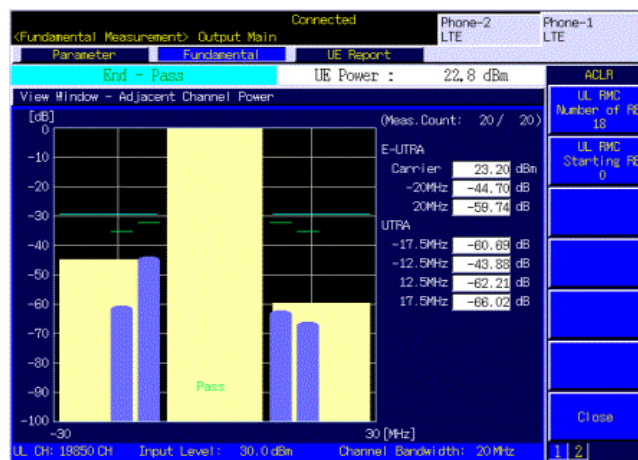 Connected
<Fundamental Measurement> Output Main
Phone-2
LTE
Phone-1
LTE
Parameter
Fundamental
UE Report
End - Pass
UE Power : 22.8 dBm
View Window - Adjacent Channel Power
[dB]
(Meas.Count: 20/ 20)
0
-10
-20
-30
-40
-50
-60
-70
-80
-90
-100
Pass
-30
30 [MHz]
E-UTRA
Carrier 23.20 dBm
-20MHz -44.70 dB
20MHz -59.74 dB
UTRA
-17.5MHz -60.69 dB
-12.5MHz -43.88 dB
12.5MHz -62.21 dB
17.5MHz -66.02 dB
UL CH: 19850 CH Input Level: 30.0 dBm Channel Bandwidth: 20 MHz
ACLR
UL RMC
Number of RB
18
UL RMC
Starting RB
0
Close
1 2